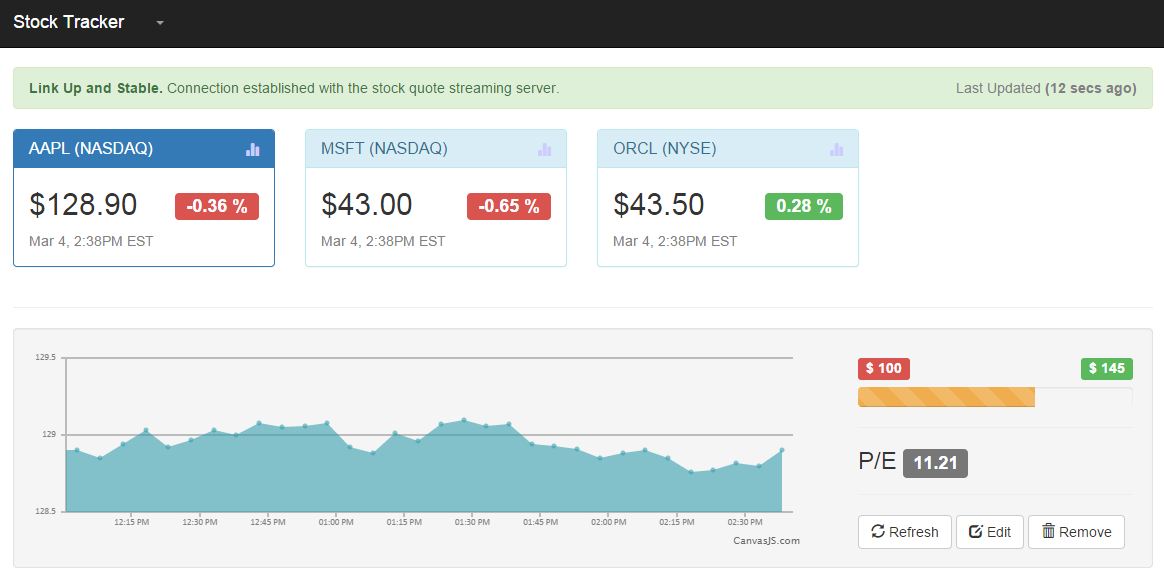 Stock Tracker
Link Up and Stable. Connection established with the stock quote streaming server.
Last Updated (12 secs ago)
AAPL (NASDAQ)
$128.90
-0.36 %
Mar 4, 2:38PM EST
MSFT (NASDAQ)
$43.00
-0.65 %
Mar 4, 2:38PM EST
ORCL (NYSE)
$43.50
0.28 %
Mar 4, 2:38PM EST
129.5
129
128.5
12:15 PM
12:30 PM
12:45 PM
01:00 PM
01:15 PM
01:30 PM
01:45 PM
02:00 PM
02:15 PM
02:30 PM
CanvasJS.com
$ 100
$ 145
P/E 11.21
Refresh
Edit
Remove